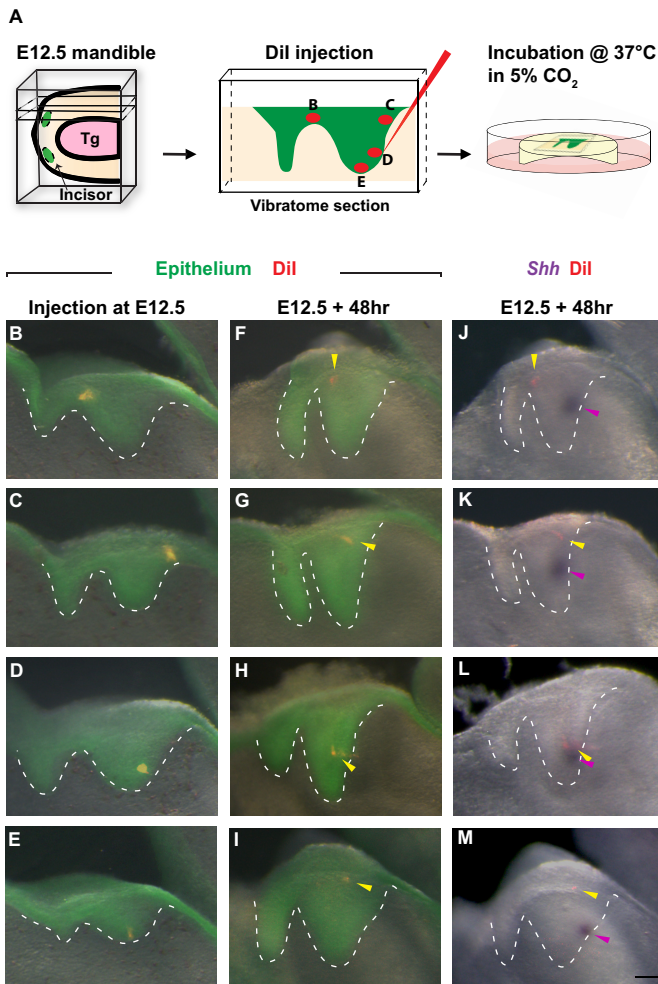 A
E12.5 mandible
DiI injection
Incubation @ 37°C
in 5% CO₂
Tg
Incisor
B
C
D
E
Vibratome section
Epithelium DiI
Shh DiI
Injection at E12.5
E12.5 + 48hr
E12.5 + 48hr
B
F
J
C
G
K
D
H
L
E
I
M